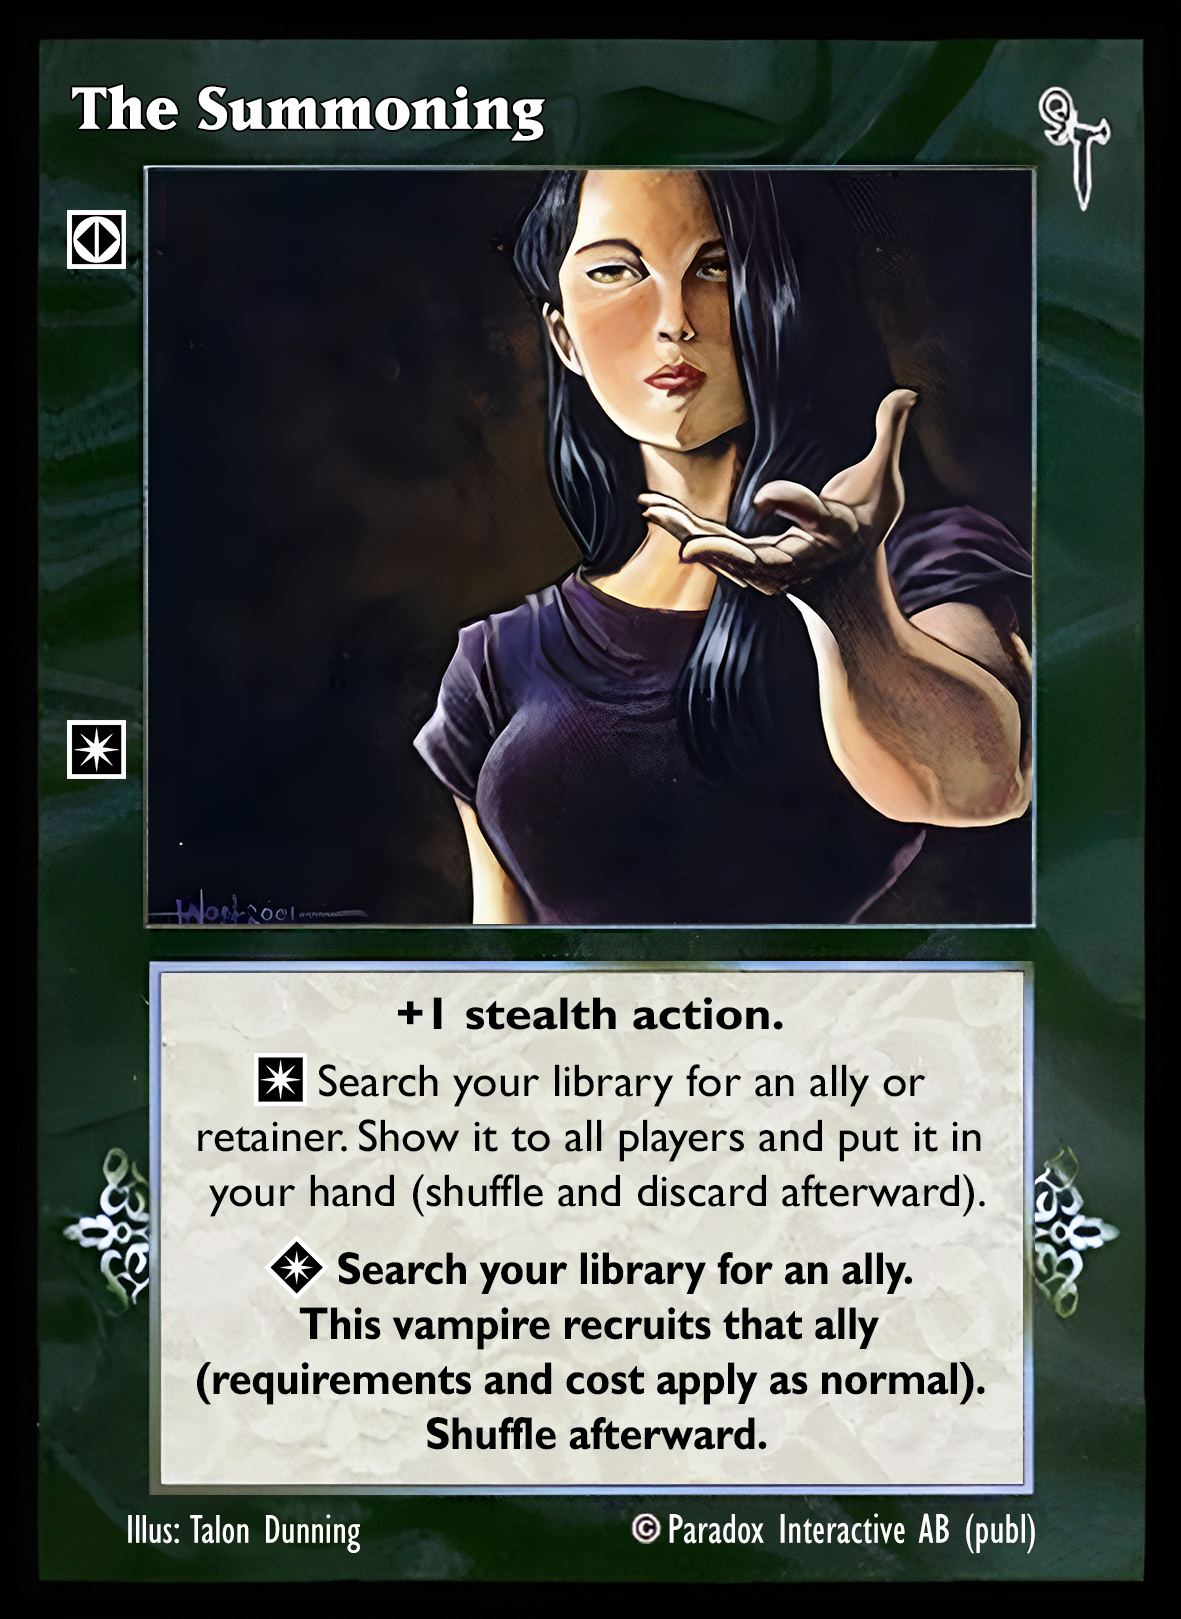 The Summoning
2001
+1 stealth action.
Search your library for an ally or
retainer. Show it to all players and put it in
your hand (shuffle and discard afterward).
Search your library for an ally.
This vampire recruits that ally
(requirements and cost apply as normal).
Shuffle afterward.
Illus: Talon Dunning
© Paradox Interactive AB (publ)